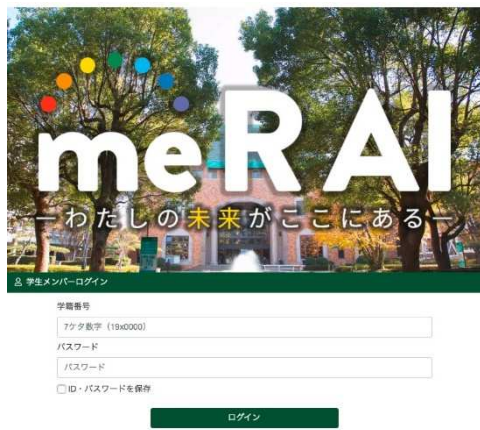 meRAI
―わたしの未来がここにある―
学生メンバーログイン
学籍番号
7ケタ数字（19x0000）
パスワード
パスワード
ID・パスワードを保存
ログイン